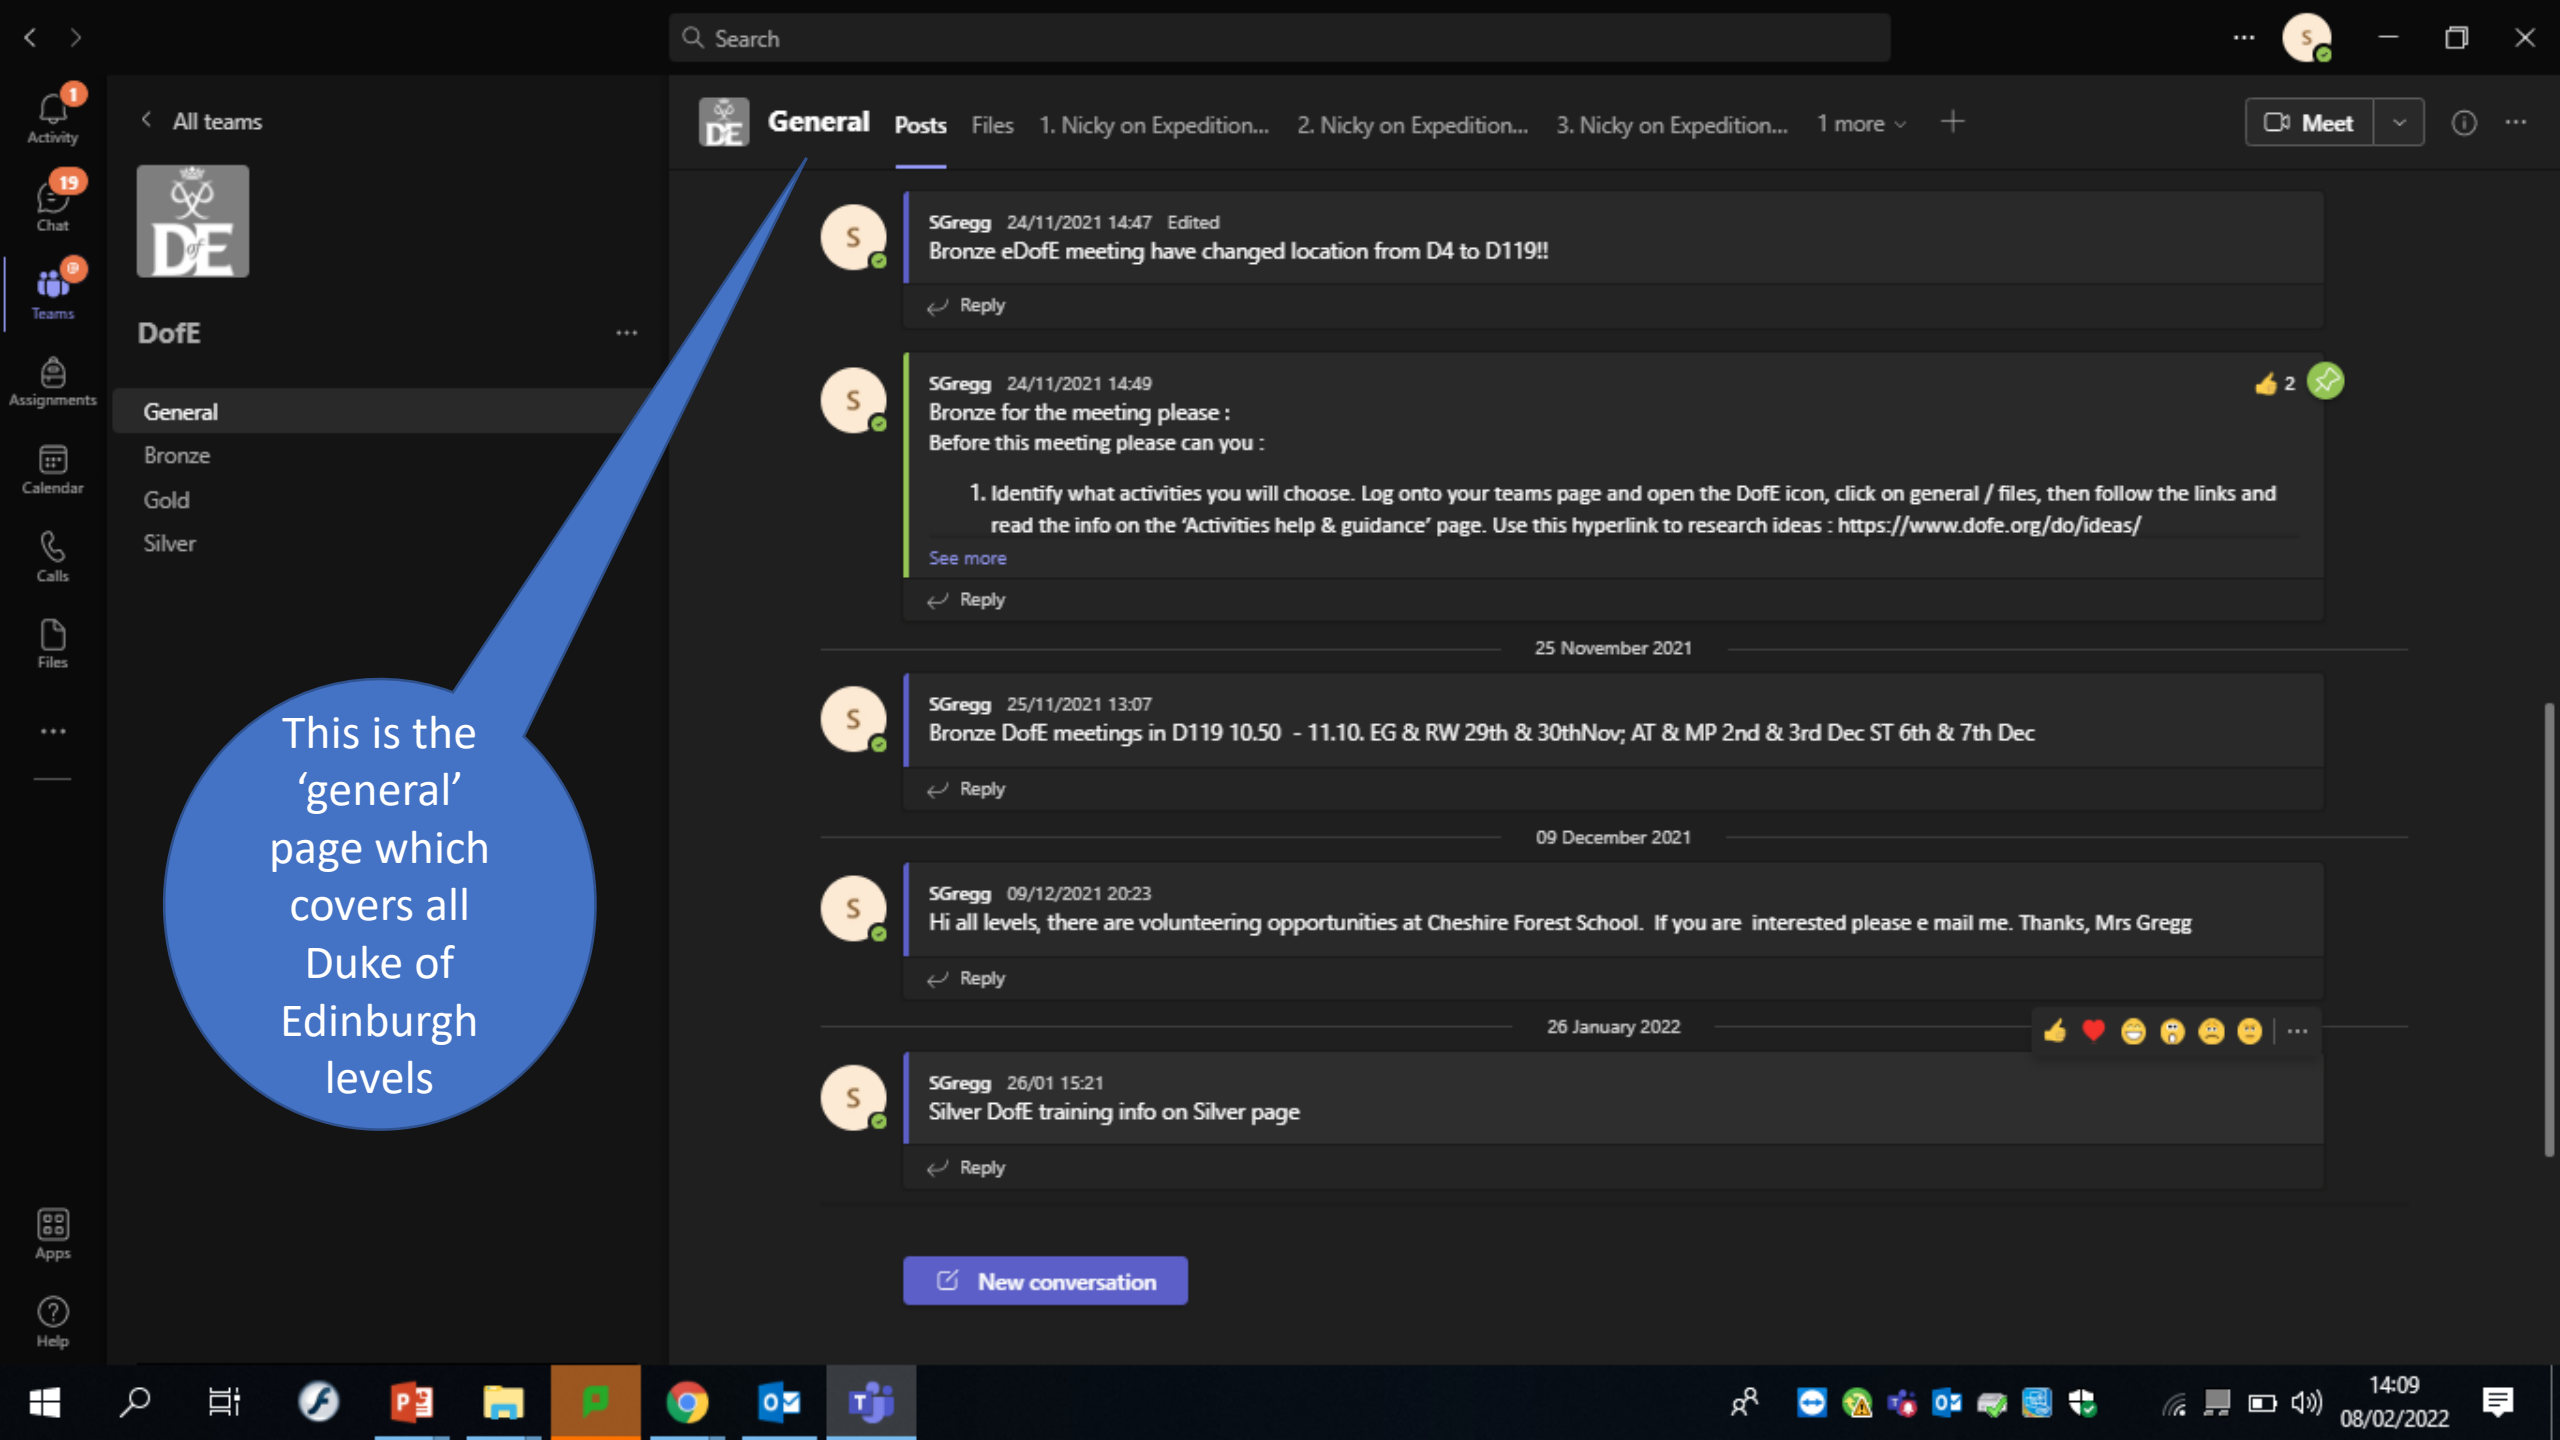 Search
S
1
Activity
19
Chat
Teams
Assignments
Calendar
Calls
Files
Apps
Help
All teams
DofE
DofE
General
Bronze
Gold
Silver
This is the
‘general’
page which
covers all
Duke of
Edinburgh
levels
DofE
General
Posts
Files
1. Nicky on Expedition...
2. Nicky on Expedition...
3. Nicky on Expedition...
1 more
Meet
S
SGregg 24/11/2021 14:47 Edited
Bronze eDofE meeting have changed location from D4 to D119!!
Reply
S
SGregg 24/11/2021 14:49
2
Bronze for the meeting please :
Before this meeting please can you :
1. Identify what activities you will choose. Log onto your teams page and open the DofE icon, click on general / files, then follow the links and
read the info on the ‘Activities help & guidance’ page. Use this hyperlink to research ideas : https://www.dofe.org/do/ideas/
See more
Reply
25 November 2021
S
SGregg 25/11/2021 13:07
Bronze DofE meetings in D119 10.50 - 11.10. EG & RW 29th & 30thNov; AT & MP 2nd & 3rd Dec ST 6th & 7th Dec
Reply
09 December 2021
S
SGregg 09/12/2021 20:23
Hi all levels, there are volunteering opportunities at Cheshire Forest School. If you are interested please e mail me. Thanks, Mrs Gregg
Reply
26 January 2022
S
SGregg 26/01 15:21
Silver DofE training info on Silver page
Reply
New conversation
14:09
08/02/2022